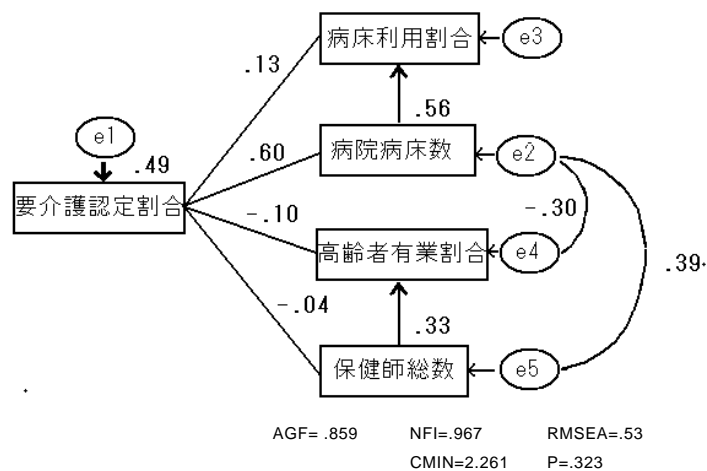 病床利用割合
e3
.13
.56
e1
.49
.60
病院病床数
e2
要介護認定割合
-.10
-.30
高齢者有業割合
e4
.39
-.04
.33
保健師総数
e5
AGF= .859 NFI=.967 RMSEA=.53
CMIN=2.261 P=.323